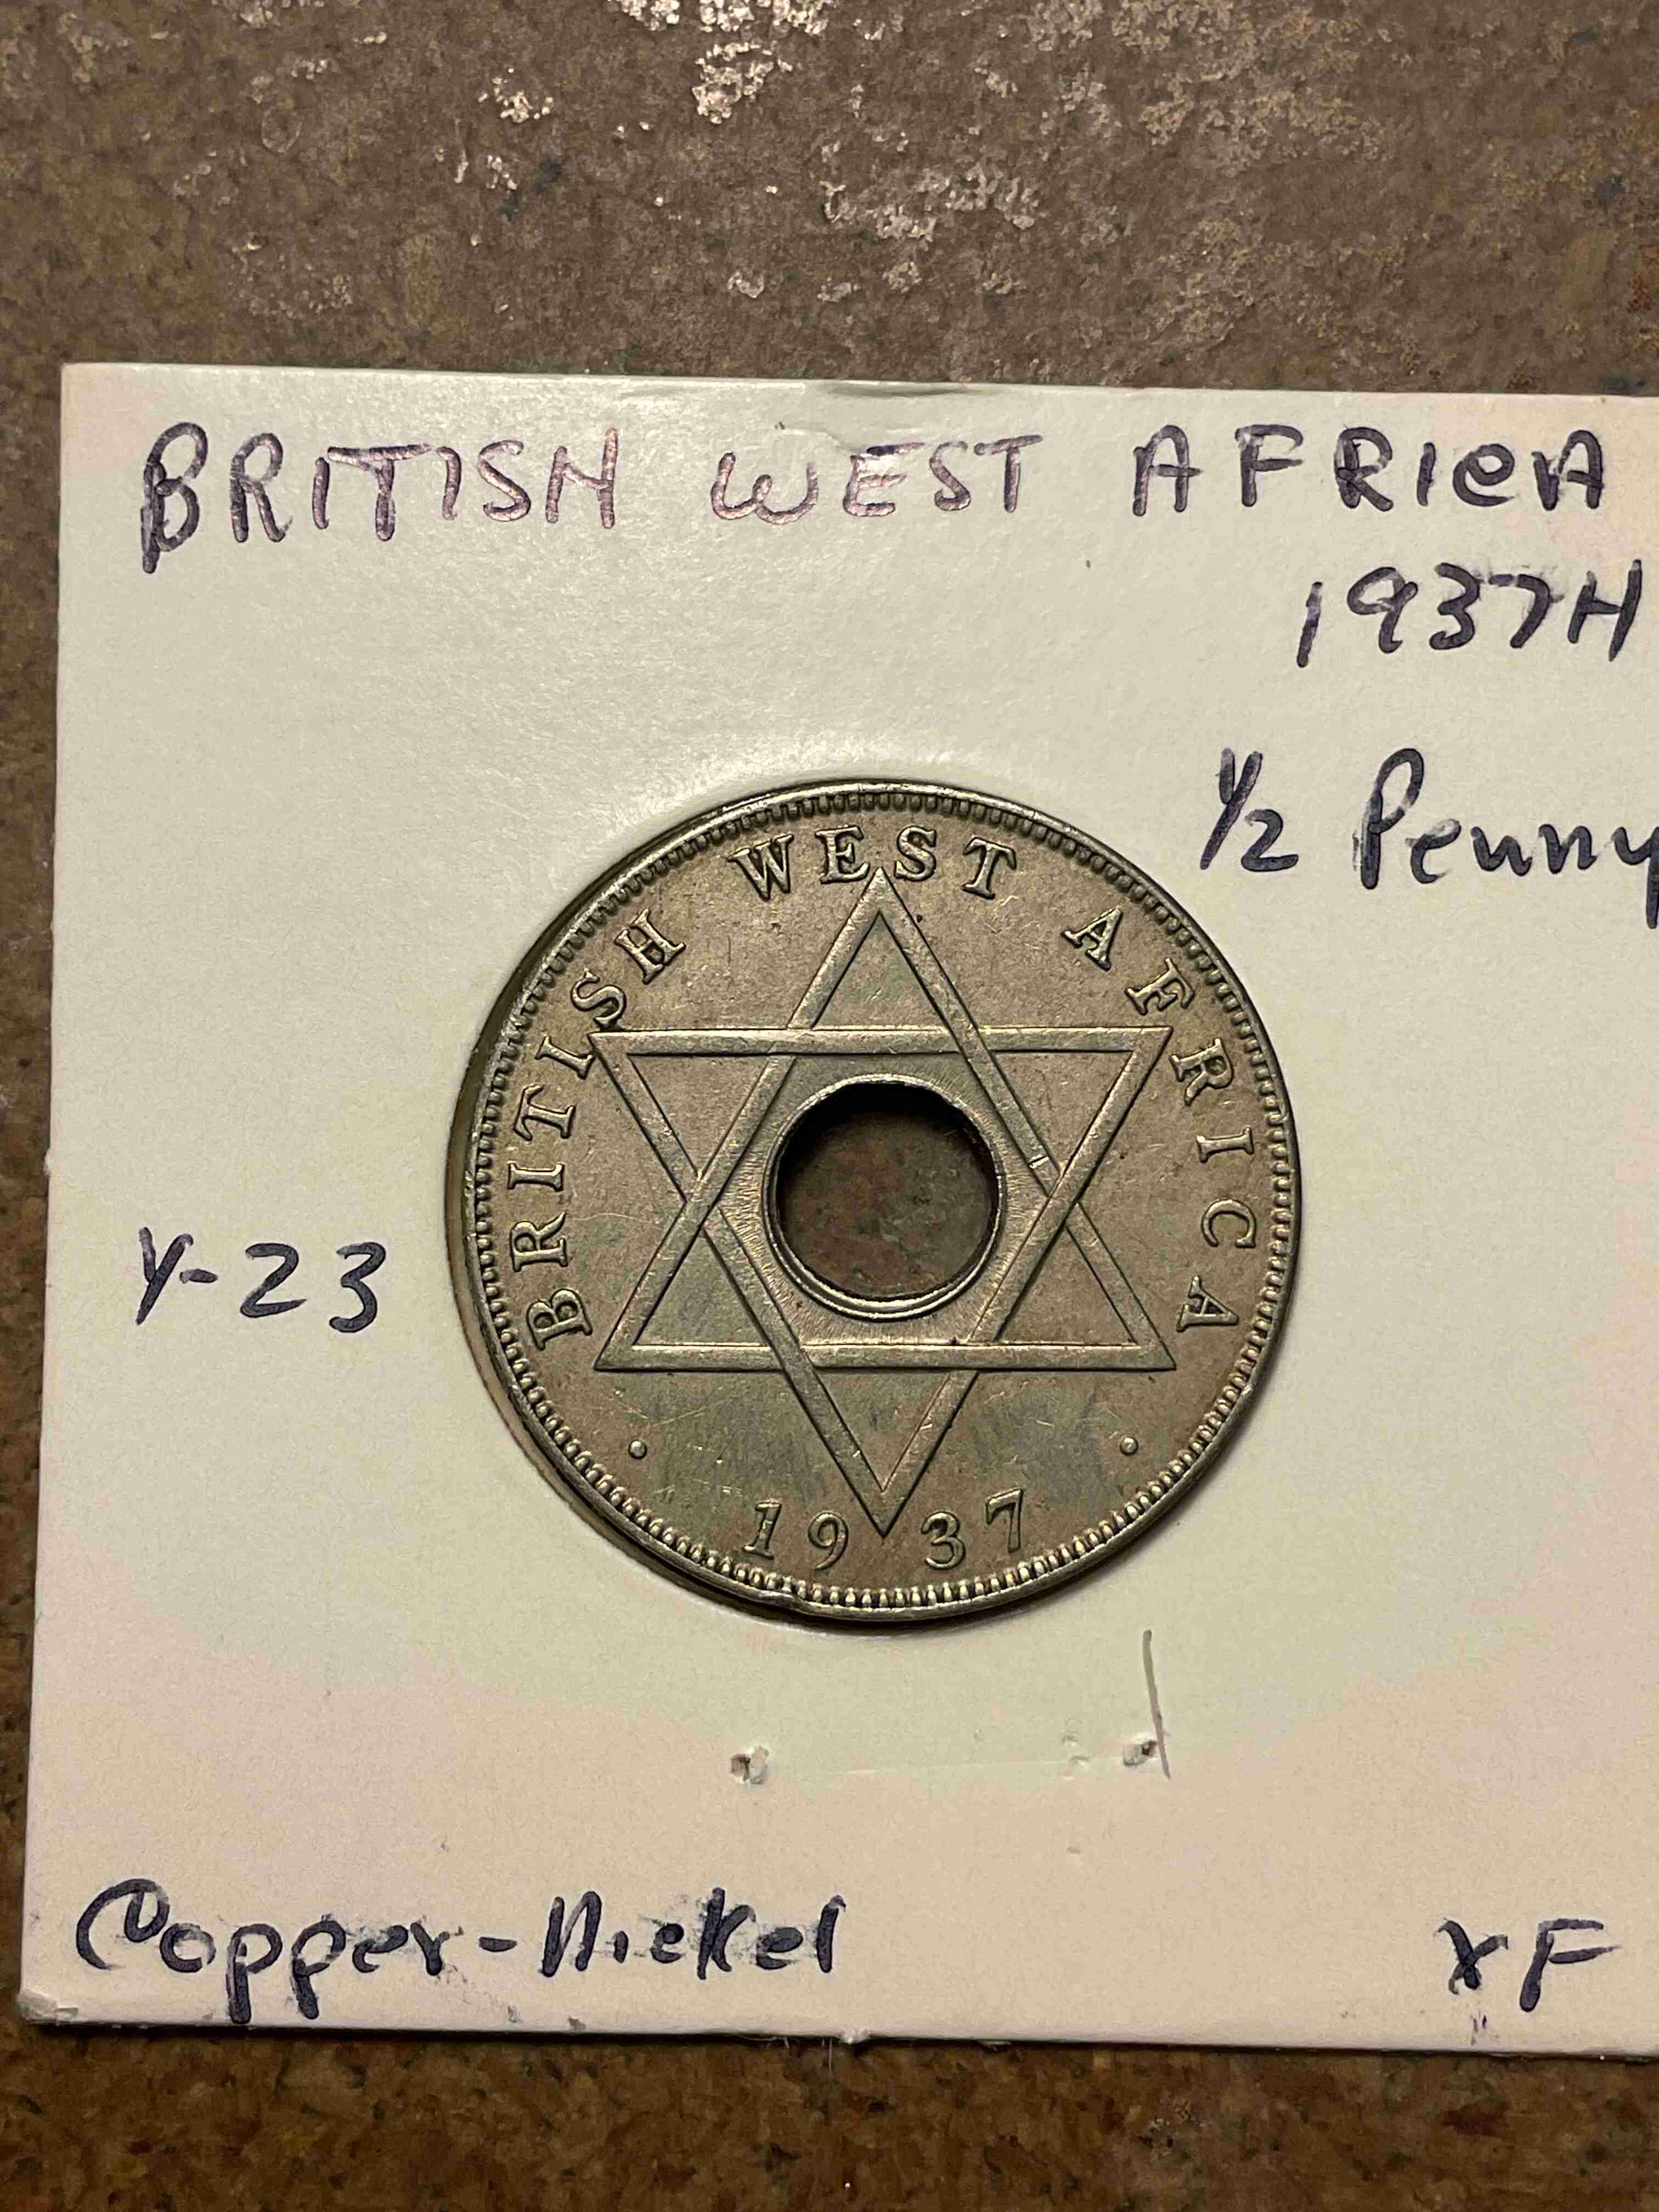 BRITISH WEST AFRICA
1937H
1/2 Penny
BRITISH WEST AFRICA
Y-23
1937
Copper-Nickel
XF